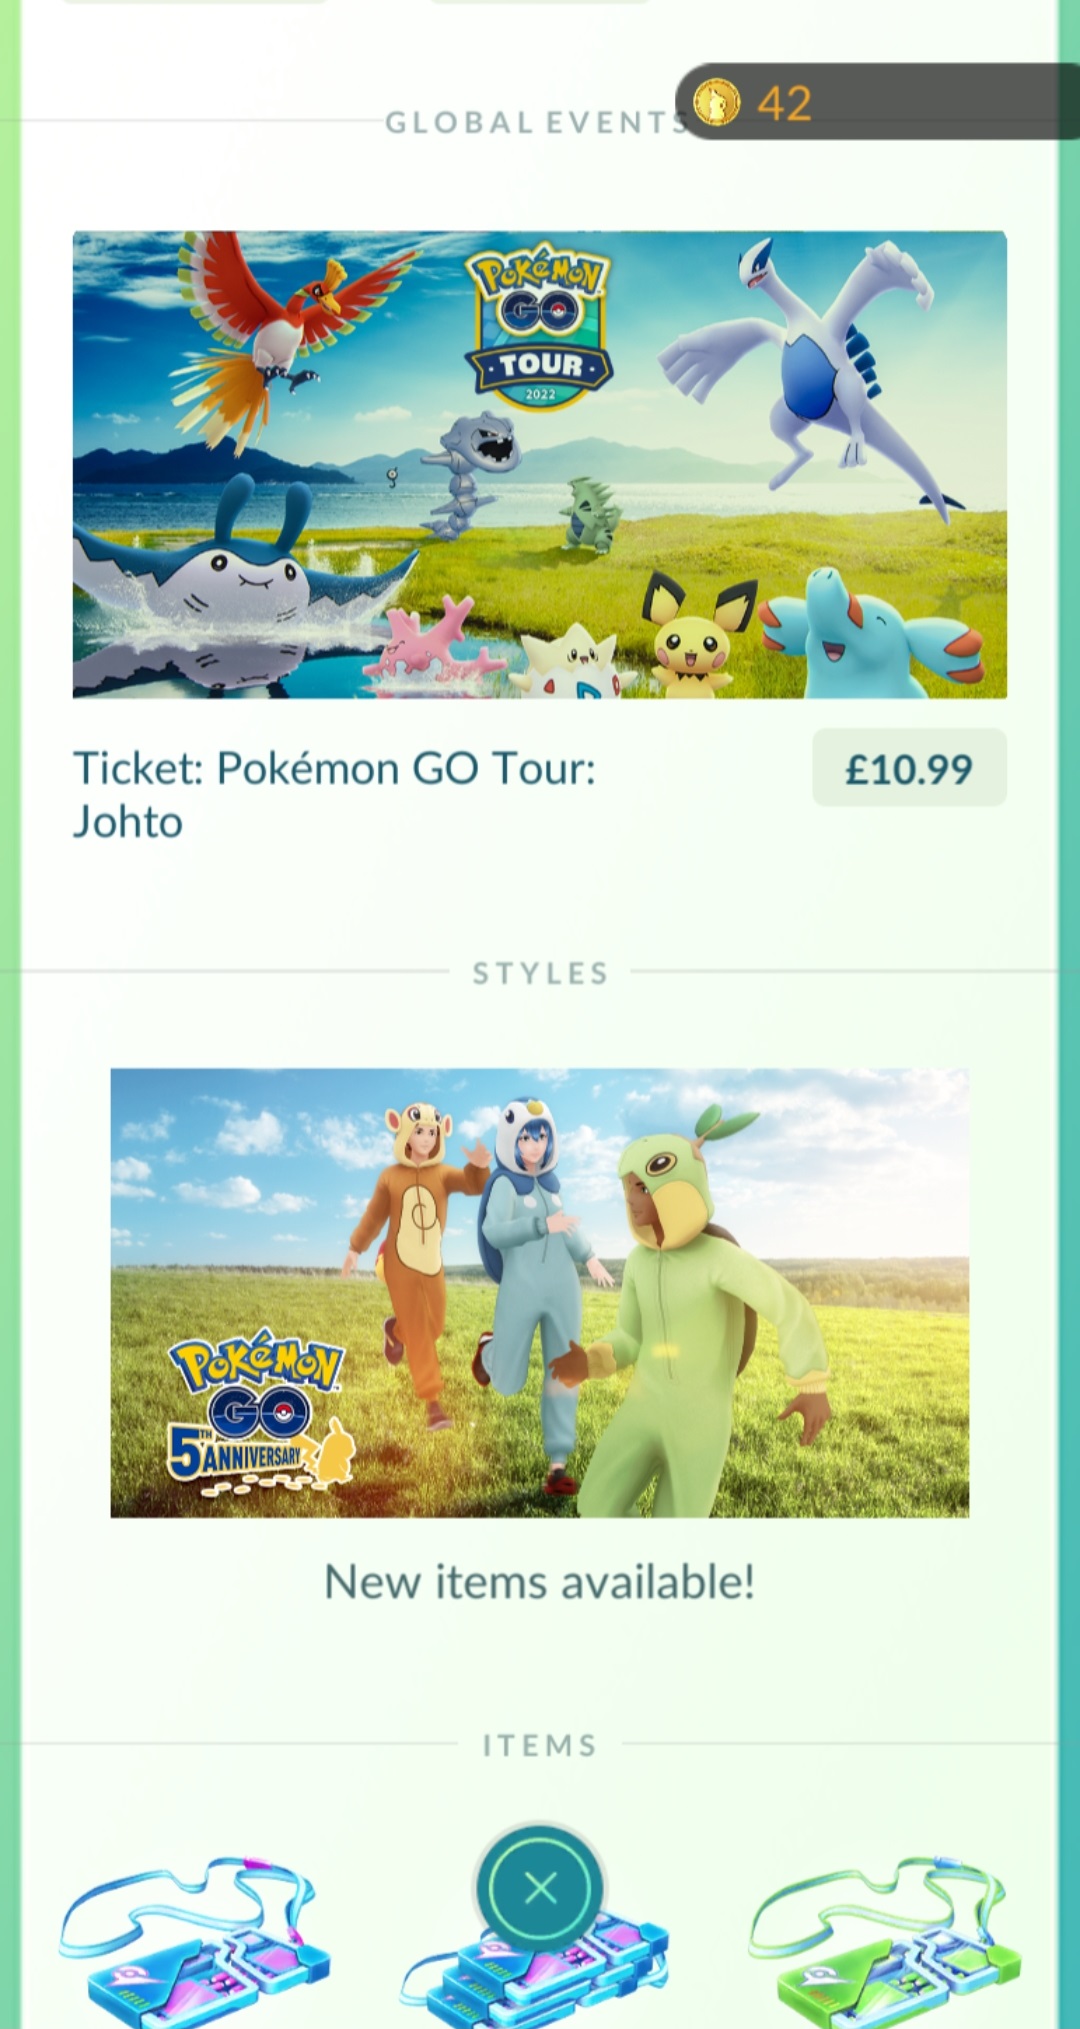 42
GLOBAL EVENTS
POKÉMON
GO
TOUR
2022
Ticket: Pokémon GO Tour:
Johto
£10.99
STYLES
POKÉMON
GO
5TH
ANNIVERSARY
New items available!
ITEMS